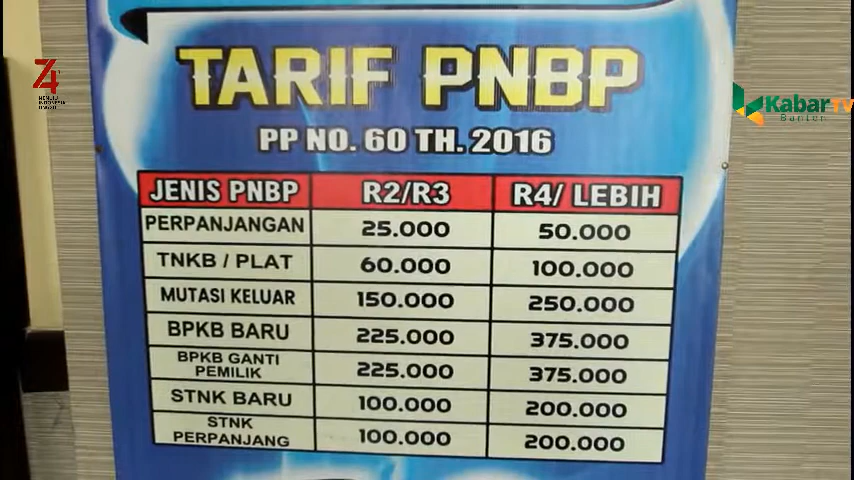 TARIF PNBP
PP NO. 60 TH. 2016
JENIS PNBP R2/R3 R4/ LEBIH
PERPANJANGAN 25.000 50.000
TNKB / PLAT 60.000 100.000
MUTASI KELUAR 150.000 250.000
BPKB BARU 225.000 375.000
BPKB GANTI
PEMILIK 225.000 375.000
STNK BARU 100.000 200.000
STNK
PERPANJANG 100.000 200.000
74
MENUJU
INDONESIA
Kabar TV
Banten